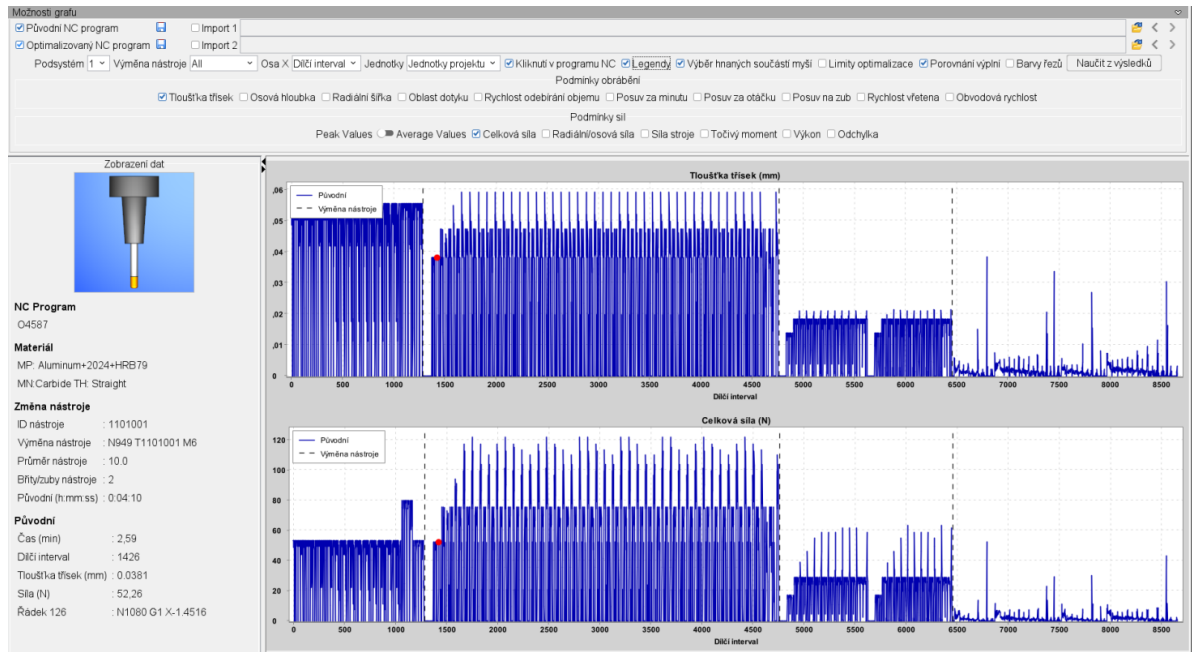 Možnosti grafu
Původní NC program Import 1
Optimalizovaný NC program Import 2
Podsystém 1 Výměna nástroje All Osa X Dílčí interval Jednotky Jednotky projektu Kliknutí v programu NC Legendy Výběr hnaných součástí myší Limity optimalizace Porovnání výplní Barvy řezů Naučit z výsledků
Podmínky obrábění
Tloušťka třísek Osová hloubka Radiální šířka Oblast dotyku Rychlost odebírání objemu Posuv za minutu Posuv za otáčku Posuv na zub Rychlost vřetena Obvodová rychlost
Podmínky sil
Peak Values Average Values Celková síla Radiální/osová síla Síla stroje Točivý moment Výkon Odchylka
Zobrazení dat
NC Program
O4587
Materiál
MP: Aluminum+2024+HRB79
MN:Carbide TH: Straight
Změna nástroje
ID nástroje : 1101001
Výměna nástroje : N949 T1101001 M6
Průměr nástroje : 10.0
Břity/zuby nástroje : 2
Původní (h:mm:ss) : 0:04:10
Původní
Čas (min) : 2,59
Dílčí interval : 1426
Tloušťka třísek (mm) : 0.0381
Síla (N) : 52,26
Řádek 126 : N1080 G1 X-1.4516
Tloušťka třísek (mm)
Původní
Výměna nástroje
,06
,05
,04
,03
,02
,01
0
0 500 1000 1500 2000 2500 3000 3500 4000 4500 5000 5500 6000 6500 7000 7500 8000 8500
Dílčí interval
Celková síla (N)
Původní
Výměna nástroje
120
100
80
60
40
20
0
0 500 1000 1500 2000 2500 3000 3500 4000 4500 5000 5500 6000 6500 7000 7500 8000 8500
Dílčí interval